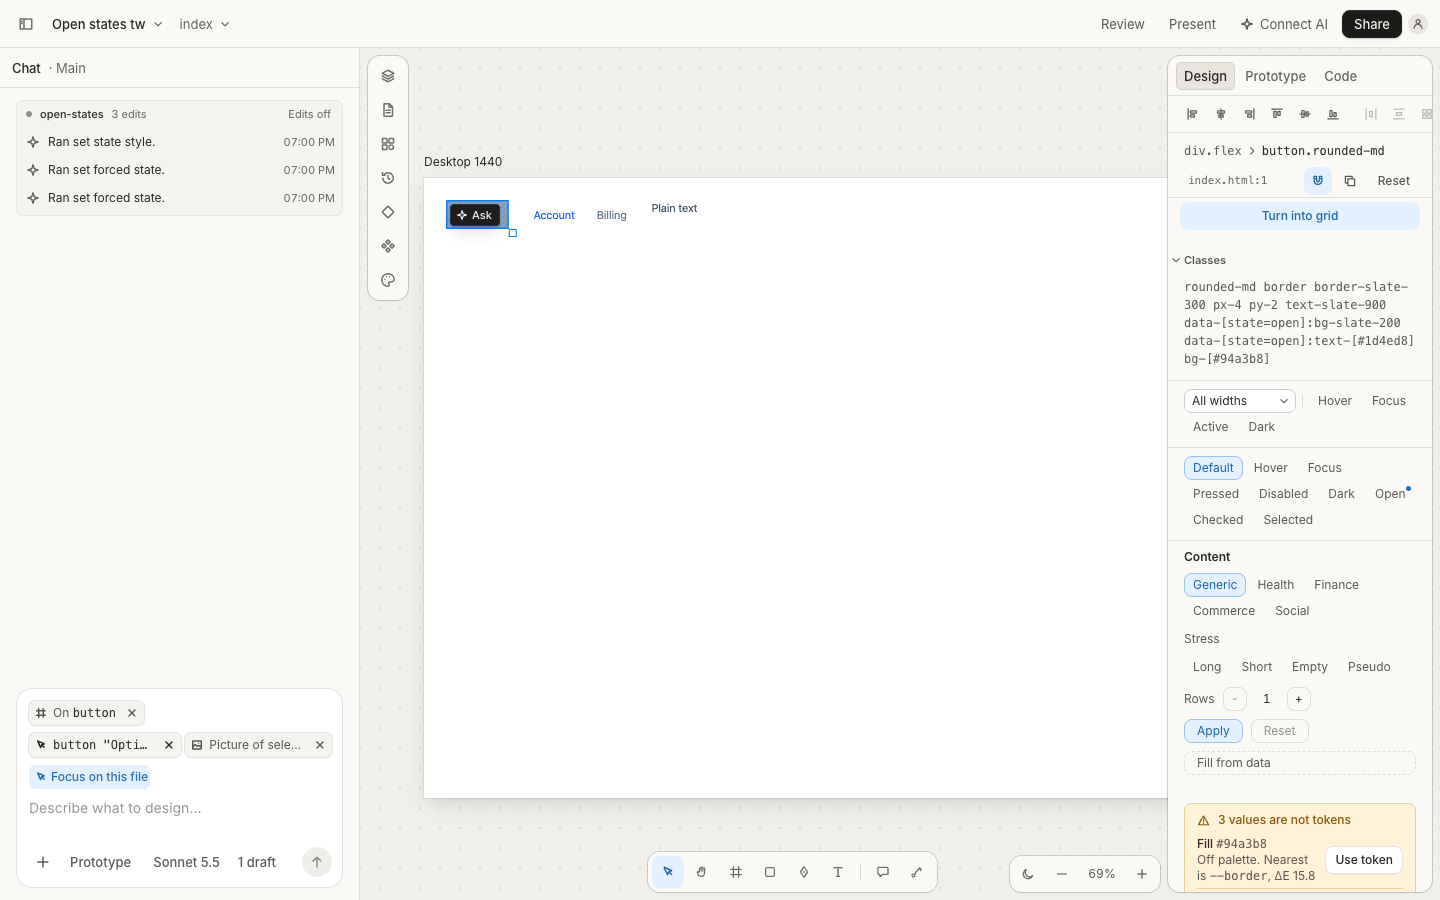 Open states tw
index
Review
Present
Connect AI
Share
Chat · Main
open-states 3 edits Edits off
Ran set state style. 07:00 PM
Ran set forced state. 07:00 PM
Ran set forced state. 07:00 PM
On button
button "Opti…
Picture of sele…
Focus on this file
Describe what to design...
Prototype
Sonnet 5.5
1 draft
Desktop 1440
Ask
Account
Billing
Plain text
69%
Design
Prototype
Code
div.flex > button.rounded-md
index.html:1
Reset
Turn into grid
Classes
rounded-md border border-slate-
300 px-4 py-2 text-slate-900
data-[state=open]:bg-slate-200
data-[state=open]:text-[#1d4ed8]
bg-[#94a3b8]
All widths
Hover
Focus
Active
Dark
Default
Hover
Focus
Pressed
Disabled
Dark
Open
Checked
Selected
Content
Generic
Health
Finance
Commerce
Social
Stress
Long
Short
Empty
Pseudo
Rows - 1 +
Apply
Reset
Fill from data
3 values are not tokens
Fill #94a3b8
Off palette. Nearest
is --border, ΔE 15.8
Use token